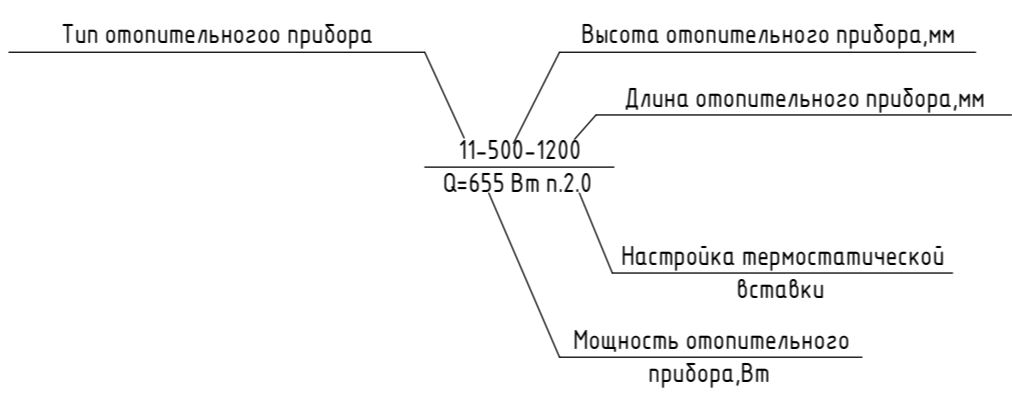 Тип отопительногоо прибора
Высота отопительного прибора,мм
Длина отопительного прибора,мм
11-500-1200
Q=655 Вт п.2.0
Настройка термостатической
вставки
Мощность отопительного
прибора,Вт